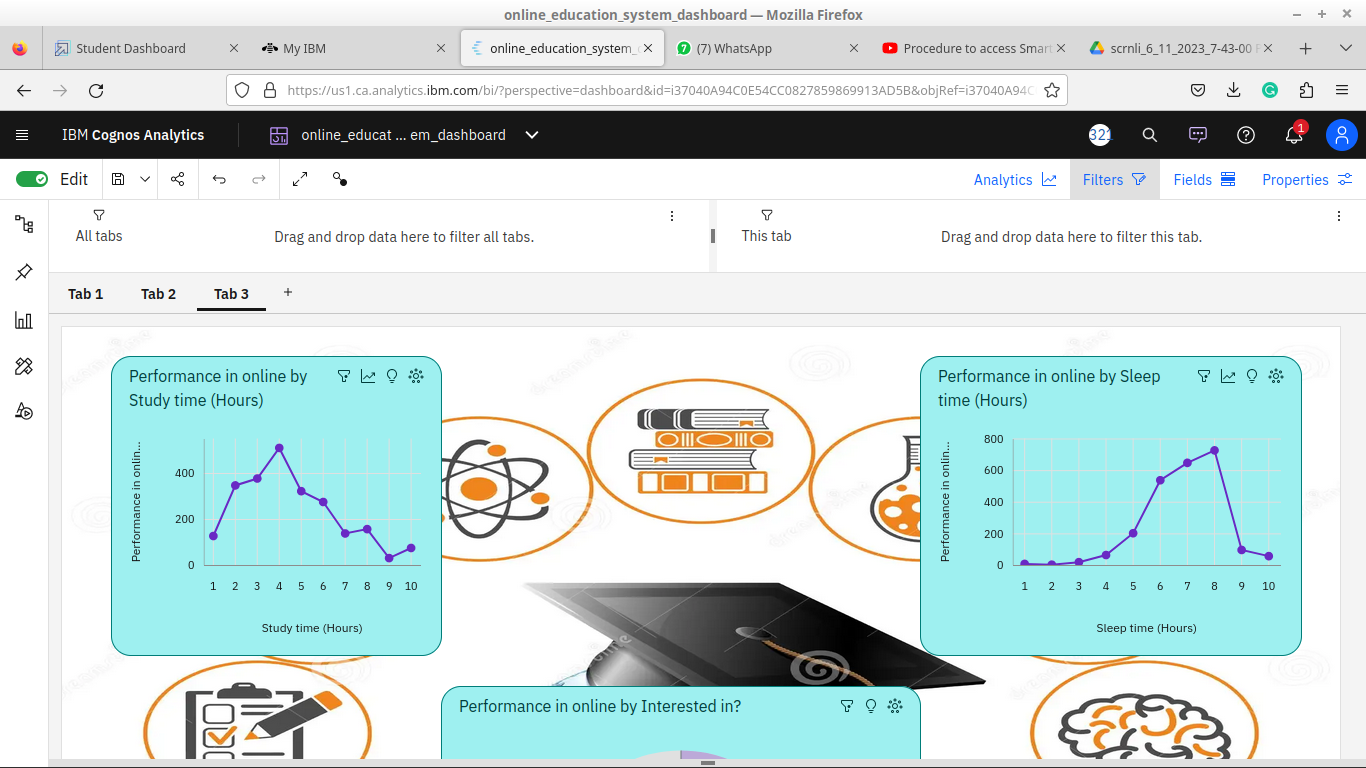 online_education_system_dashboard — Mozilla Firefox
Student Dashboard
My IBM
online_education_system_
(7) WhatsApp
Procedure to access Smar
scrnli_6_11_2023_7-43-00
https://us1.ca.analytics.ibm.com/bi/?perspective=dashboard&id=i37040A94C0E54CC0827859869913AD5B&objRef=i37040A94C
IBM Cognos Analytics
online_educat ... em_dashboard
321
1
Edit
Analytics
Filters
Fields
Properties
All tabs
Drag and drop data here to filter all tabs.
This tab
Drag and drop data here to filter this tab.
Tab 1
Tab 2
Tab 3
Performance in online by
Study time (Hours)
Performance in onlin...
400
200
0
1 2 3 4 5 6 7 8 9 10
Study time (Hours)
Performance in online by Sleep
time (Hours)
Performance in onlin...
800
600
400
200
0
1 2 3 4 5 6 7 8 9 10
Sleep time (Hours)
Performance in online by Interested in?